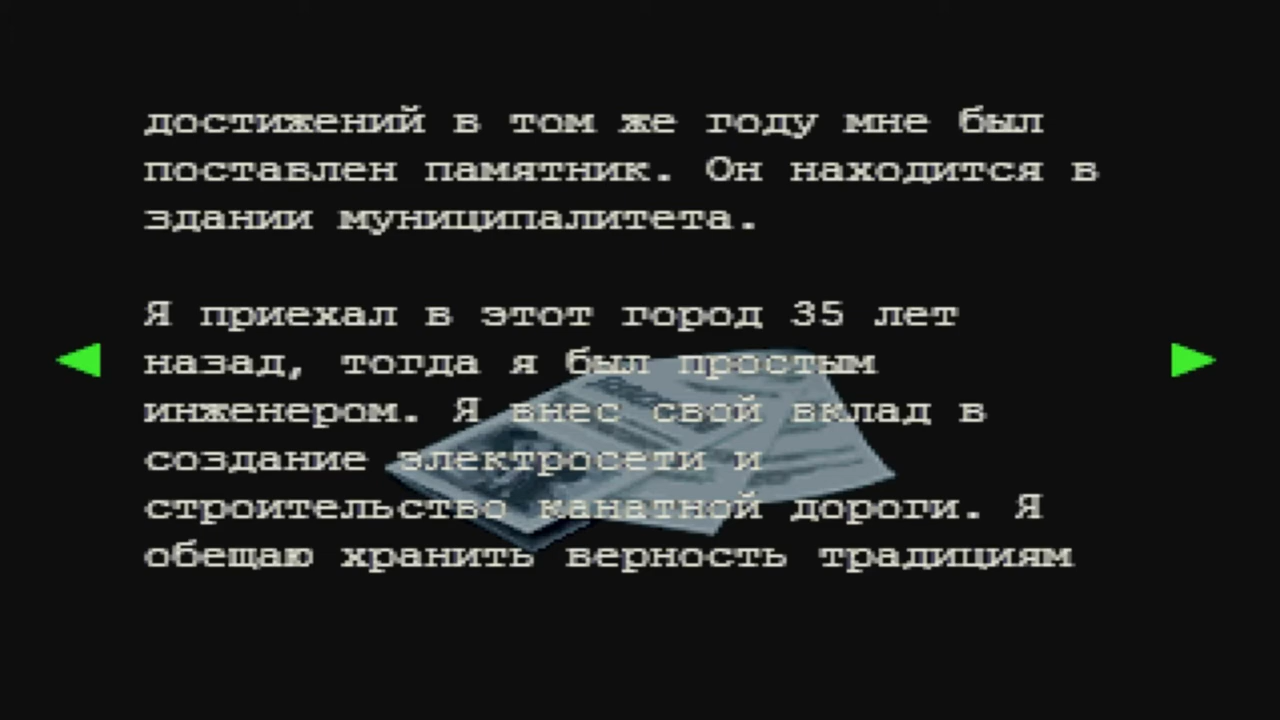 достижений в том же году мне был
поставлен памятник. Он находится в
здании муниципалитета.
Я приехал в этот город 35 лет
назад, тогда я был простым
инженером. Я внес свой вклад в
создание электросети и
строительство канатной дороги. Я
обещаю хранить верность традициям